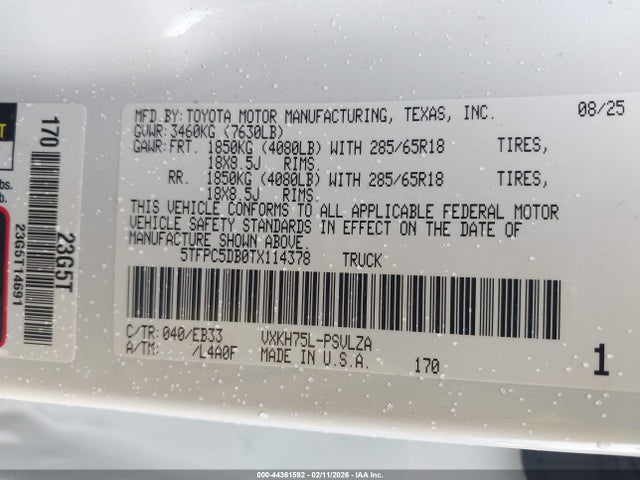 MFD.BY: TOYOTA MOTOR MANUFACTURING, TEXAS, INC. 08/25
GVWR: 3460KG (7630LB)
GAWR: FRT. 1850KG (4080LB) WITH 285/65R18 TIRES,
18X8.5J RIMS.
RR. 1850KG (4080LB) WITH 285/65R18 TIRES,
18X8.5J RIMS.
THIS VEHICLE CONFORMS TO ALL APPLICABLE FEDERAL MOTOR
VEHICLE SAFETY STANDARDS IN EFFECT ON THE DATE OF
MANUFACTURE SHOWN ABOVE.
5TFPC5DB0TX114378 TRUCK
C/TR: 040/EB33 VXKH75L-PSVLZA
A/TM: /L4A0F MADE IN U.S.A. 170 1
170
23G5T
23G5T14691
bs.
b.
000-44361592 - 02/11/2026 - IAA Holdings, LLC